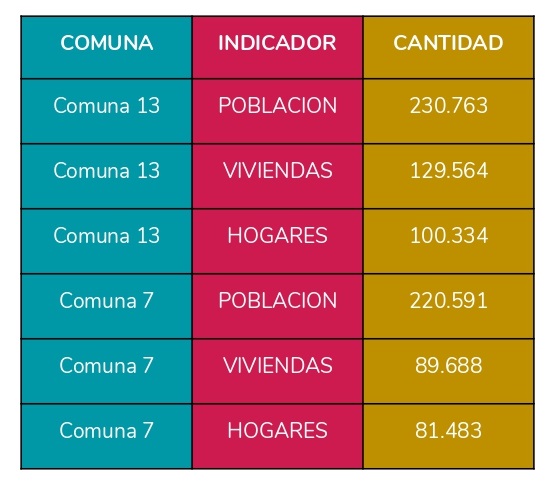 COMUNA INDICADOR CANTIDAD
Comuna 13 POBLACION 230.763
Comuna 13 VIVIENDAS 129.564
Comuna 13 HOGARES 100.334
Comuna 7 POBLACION 220.591
Comuna 7 VIVIENDAS 89.688
Comuna 7 HOGARES 81.483